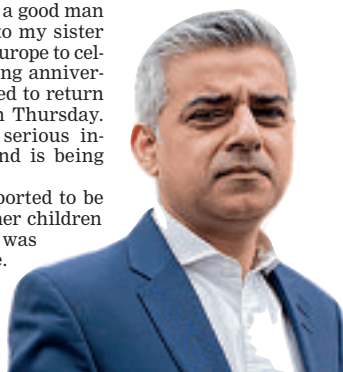 a good man
to my sister
urope to cel-
ng anniver-
ed to return
n Thursday.
serious in-
nd is being
ported to be
her children
was
e.